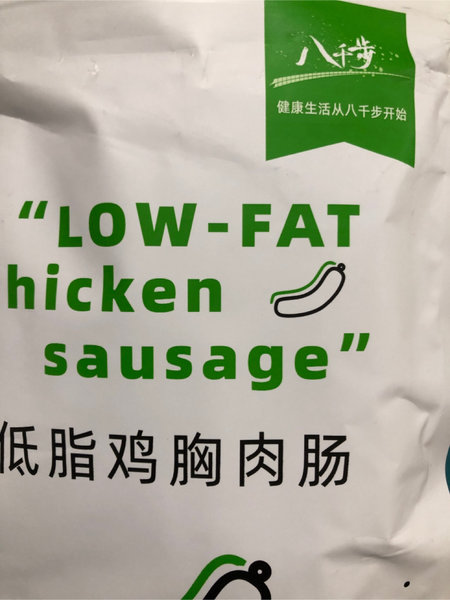 八千步
健康生活从八千步开始
“LOW-FAT
hicken
sausage”
低脂鸡胸肉肠